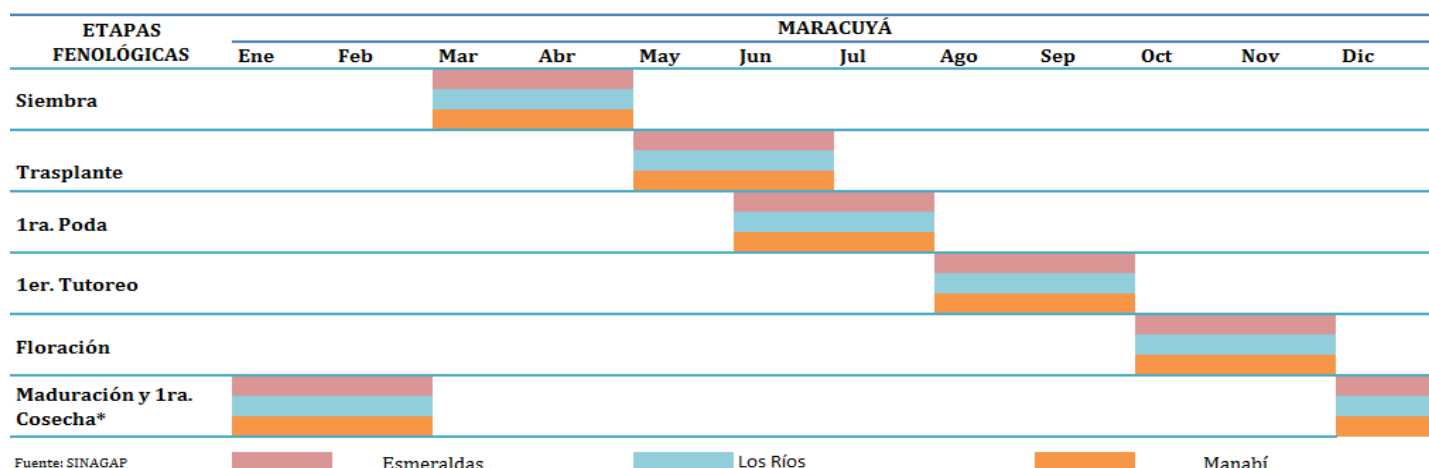 ETAPAS
FENOLÓGICAS
MARACUYÁ
Ene Feb Mar Abr May Jun Jul Ago Sep Oct Nov Dic
Siembra
Trasplante
1ra. Poda
1er. Tutoreo
Floración
Maduración y 1ra.
Cosecha*
Fuente: SINAGAP Esmeraldas Los Ríos Manabí